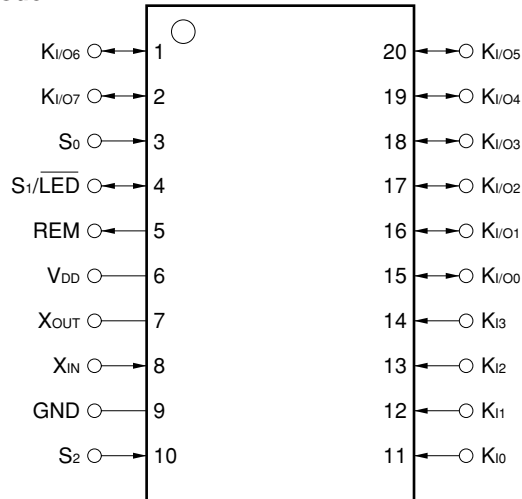 KI/O6 1 20 KI/O5
KI/O7 2 19 KI/O4
S0 3 18 KI/O3
S1/LED 4 17 KI/O2
REM 5 16 KI/O1
VDD 6 15 KI/O0
XOUT 7 14 KI3
XIN 8 13 KI2
GND 9 12 KI1
S2 10 11 KI0